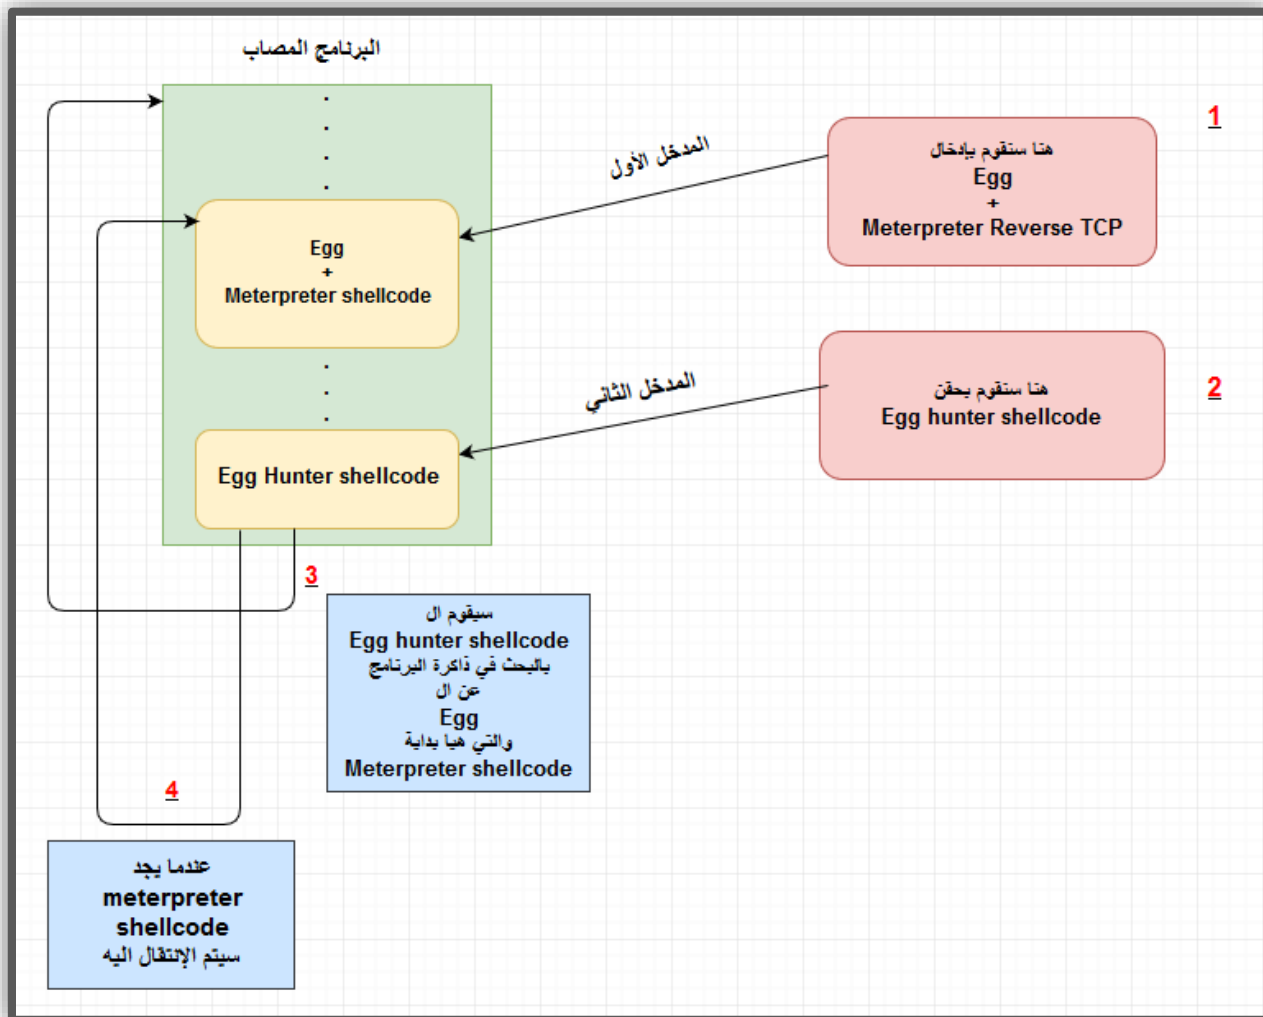 البرنامج المصاب
.
.
.
.
Egg
+
Meterpreter shellcode
.
.
.
Egg Hunter shellcode
المدخل الأول
1
هنا سنقوم بإدخال
Egg
+
Meterpreter Reverse TCP
المدخل الثاني
2
هنا سنقوم بحقن
Egg hunter shellcode
3
سيقوم ال
Egg hunter shellcode
بالبحث في ذاكرة البرنامج
عن ال
Egg
والتي هيا بداية
Meterpreter shellcode
4
عندما يجد
meterpreter
shellcode
سيتم الإنتقال اليه